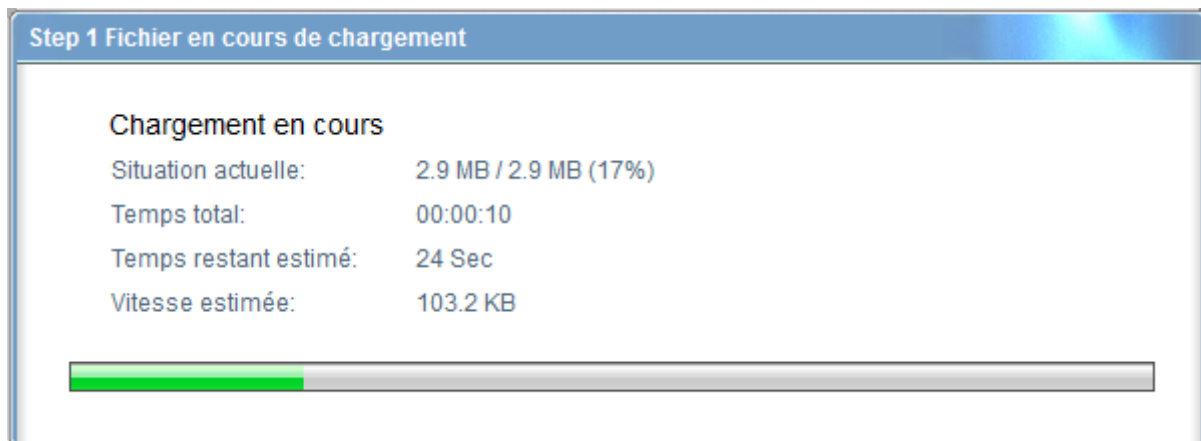 Step 1 Fichier en cours de chargement
Chargement en cours
Situation actuelle: 2.9 MB / 2.9 MB (17%)
Temps total: 00:00:10
Temps restant estimé: 24 Sec
Vitesse estimée: 103.2 KB